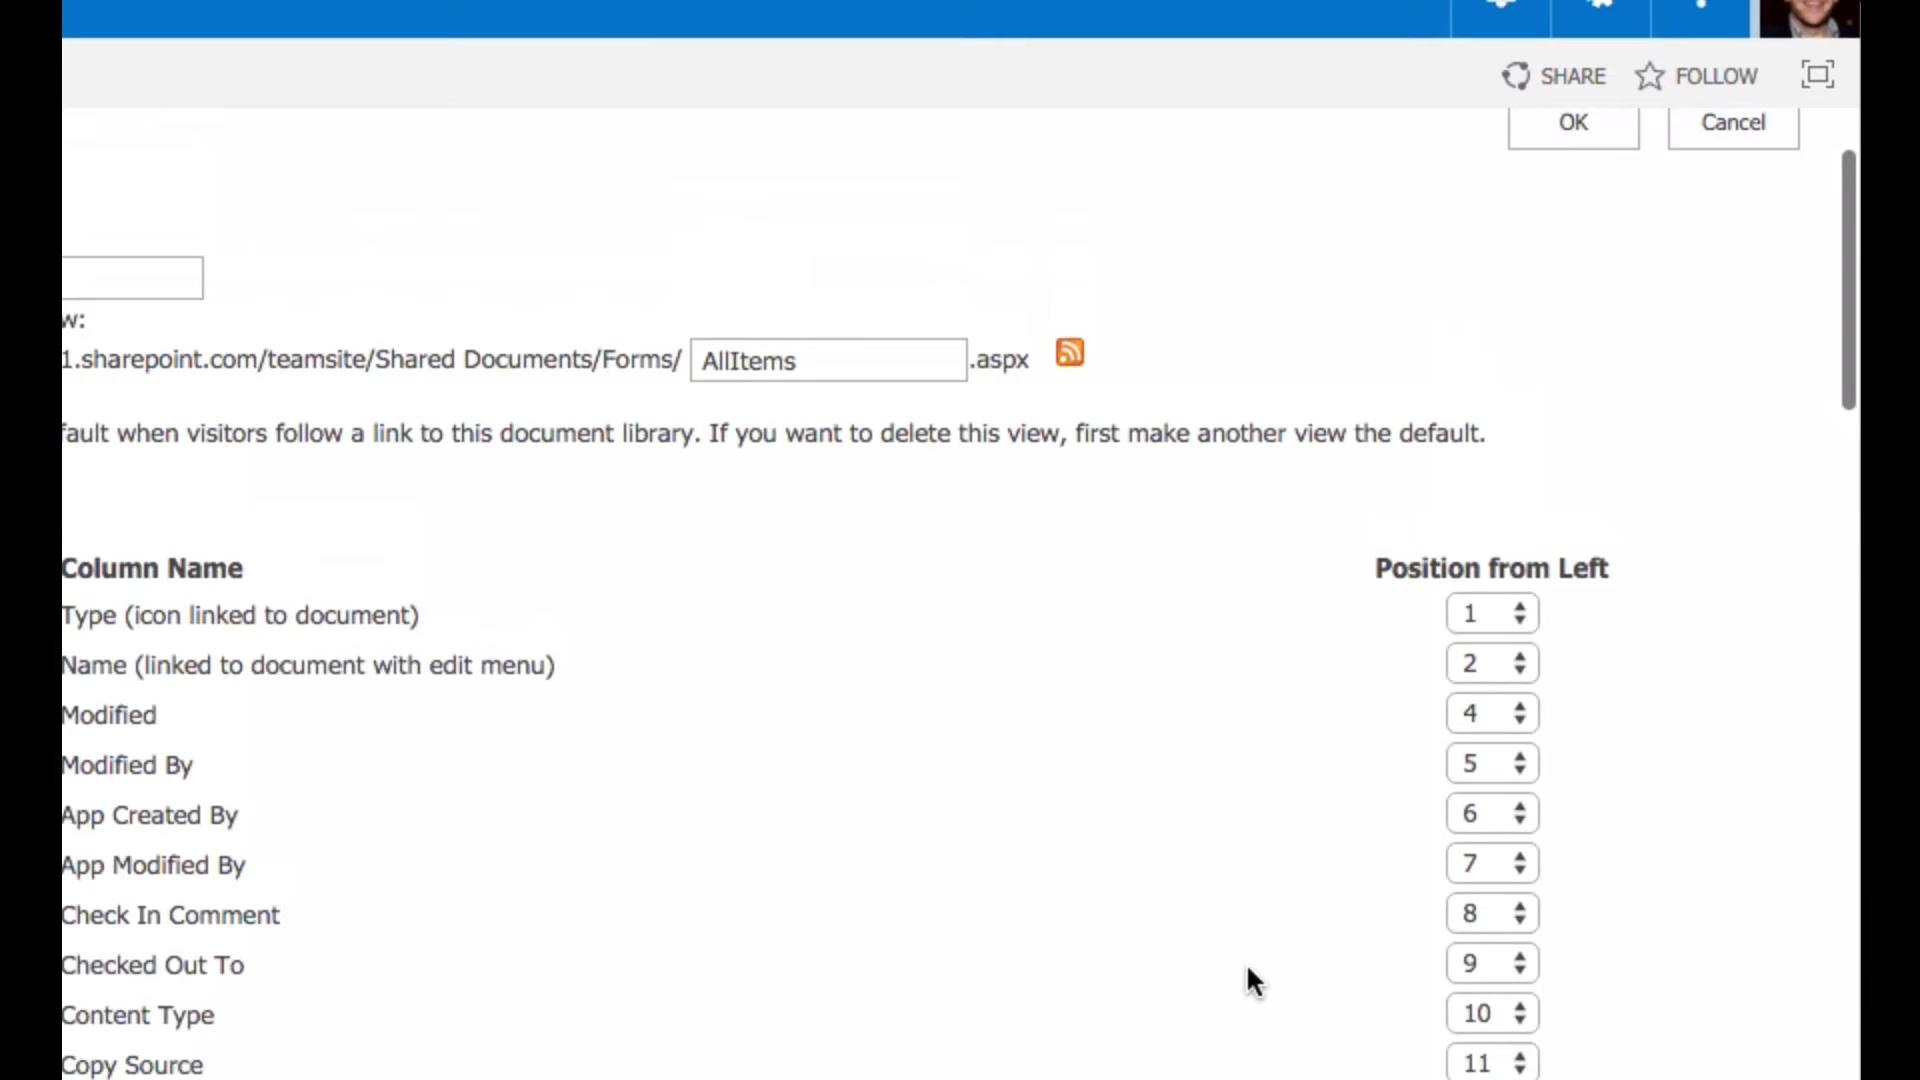 SHARE FOLLOW
OK Cancel
w:
1.sharepoint.com/teamsite/Shared Documents/Forms/ AllItems .aspx
fault when visitors follow a link to this document library. If you want to delete this view, first make another view the default.
Column Name Position from Left
Type (icon linked to document) 1
Name (linked to document with edit menu) 2
Modified 4
Modified By 5
App Created By 6
App Modified By 7
Check In Comment 8
Checked Out To 9
Content Type 10
Copy Source 11